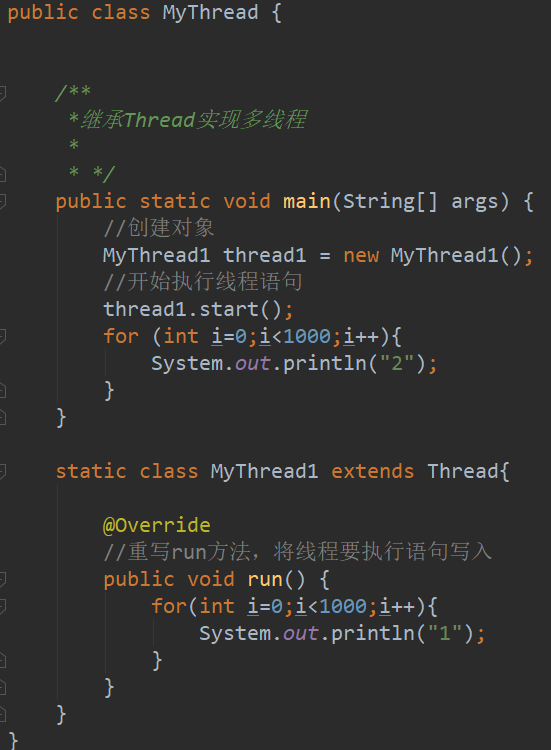 public class MyThread {
/**
*继承Thread实现多线程
*
* */
public static void main(String[] args) {
//创建对象
MyThread1 thread1 = new MyThread1();
//开始执行线程语句
thread1.start();
for (int i=0;i<1000;i++){
System.out.println("2");
}
}
static class MyThread1 extends Thread{
@Override
//重写run方法，将线程要执行语句写入
public void run() {
for(int i=0;i<1000;i++){
System.out.println("1");
}
}
}
}